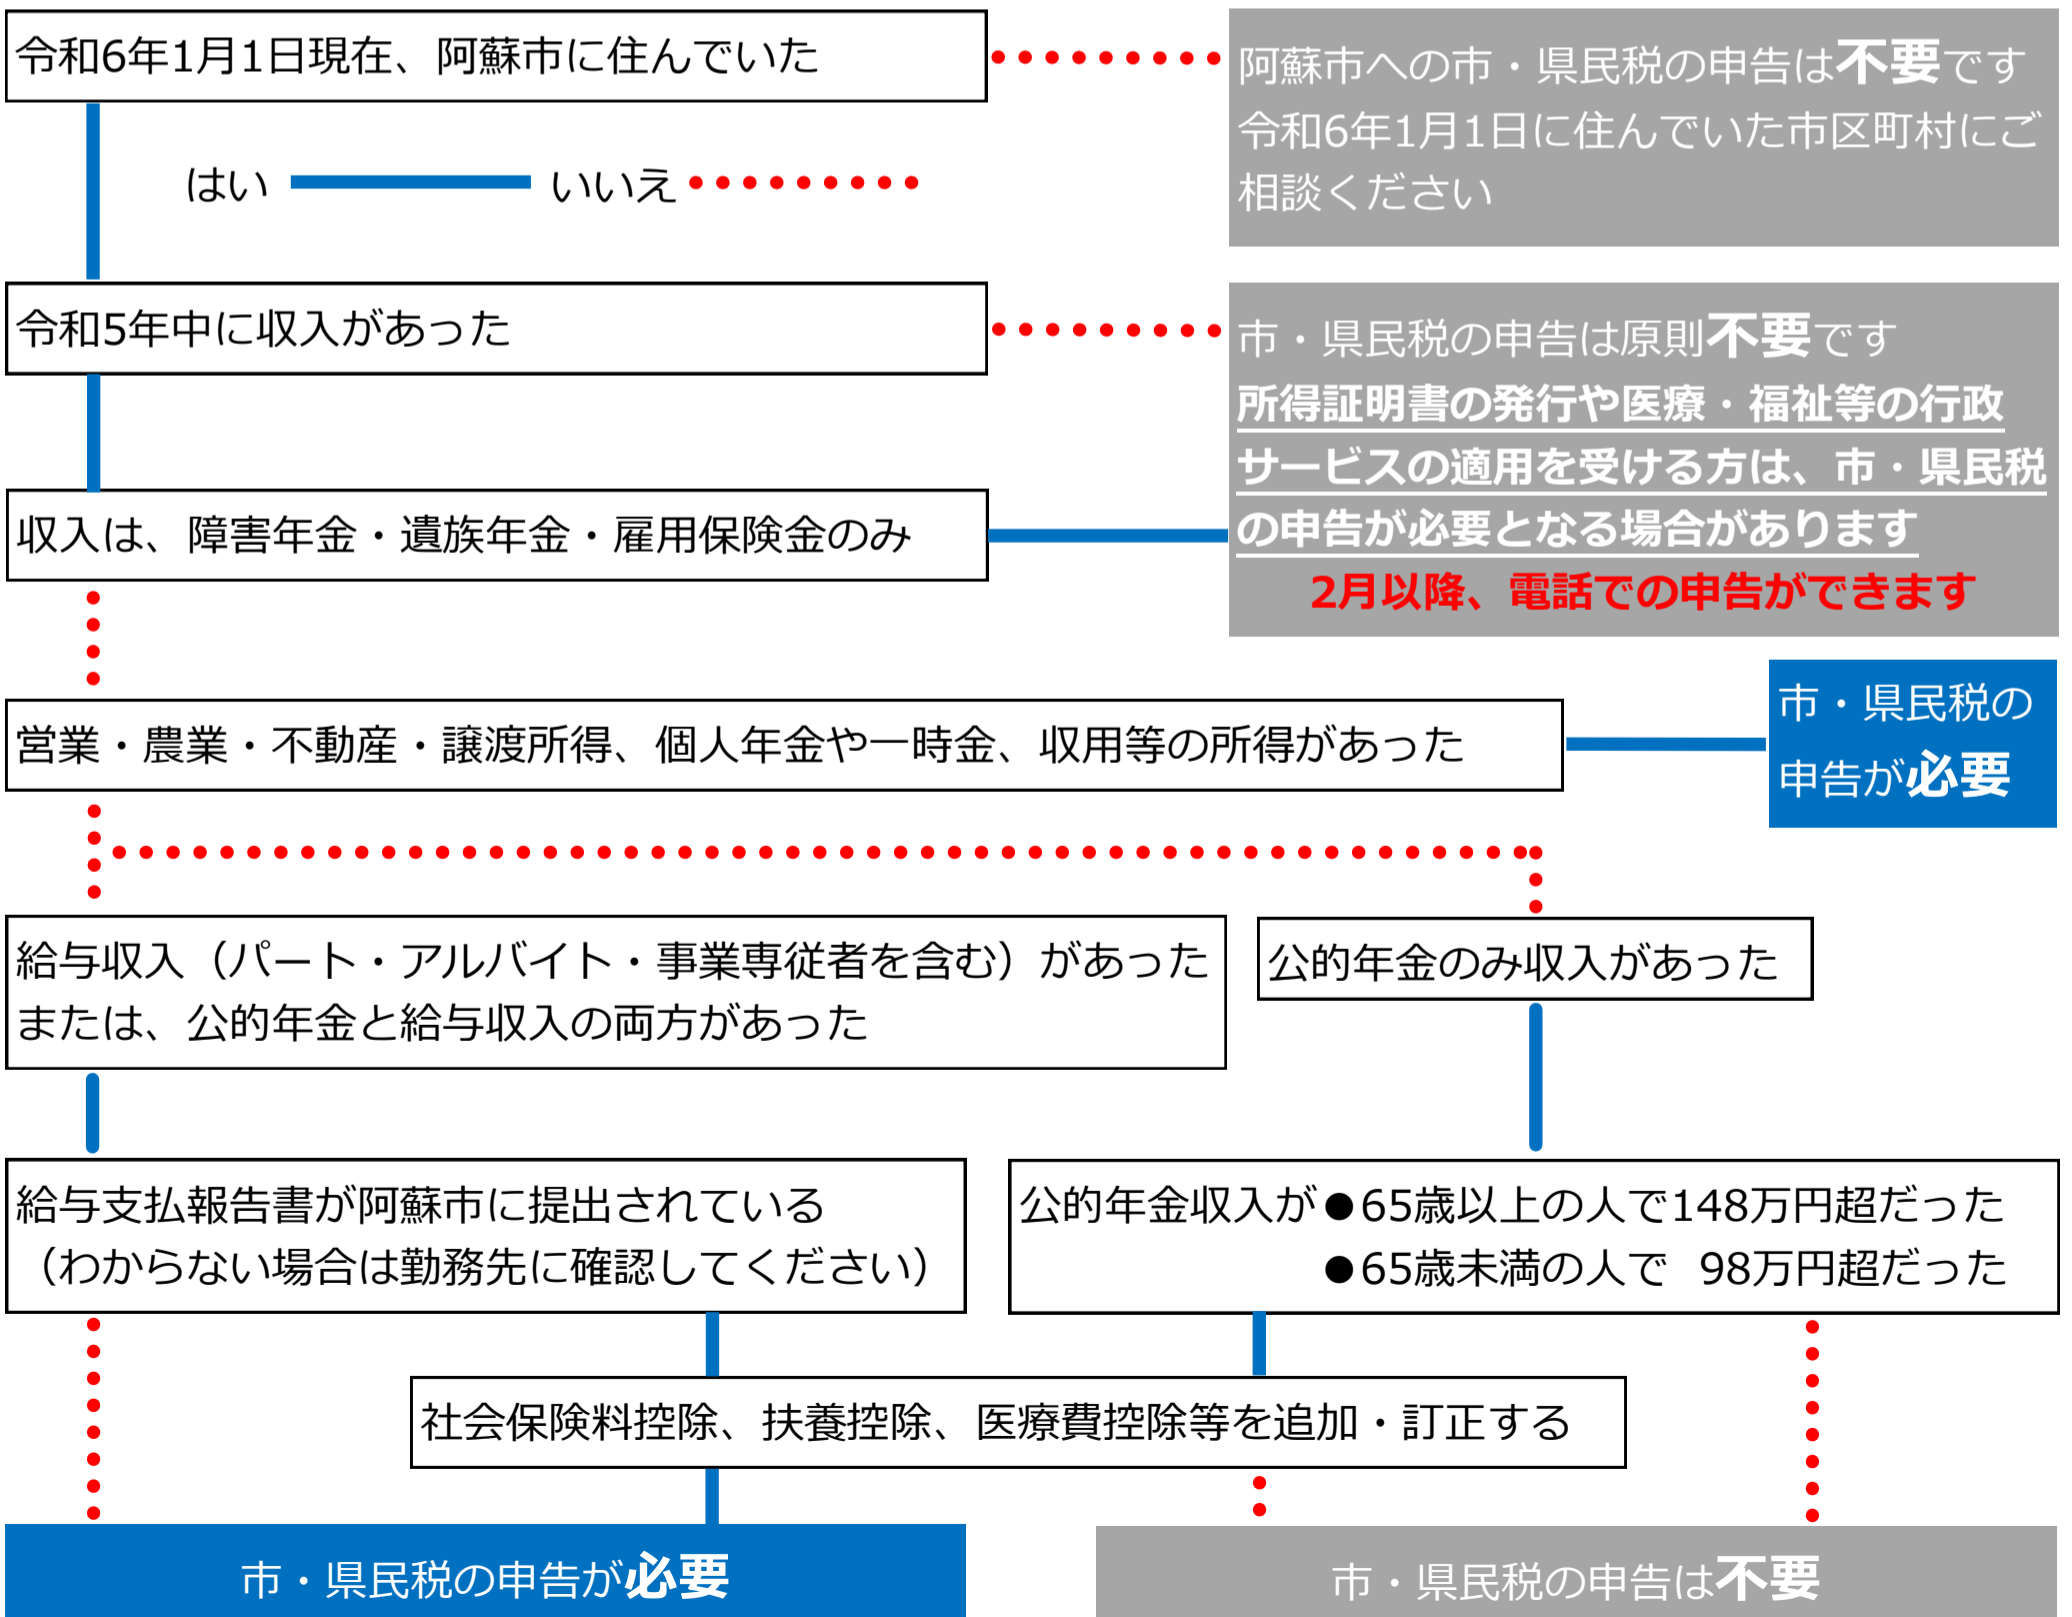 令和6年1月1日現在、阿蘇市に住んでいた
阿蘇市への市・県民税の申告は不要です
令和6年1月1日に住んでいた市区町村にご
相談ください
はい いいえ
令和5年中に収入があった
市・県民税の申告は原則不要です
所得証明書の発行や医療・福祉等の行政
サービスの適用を受ける方は、市・県民税
の申告が必要となる場合があります
2月以降、電話での申告ができます
収入は、障害年金・遺族年金・雇用保険金のみ
営業・農業・不動産・譲渡所得、個人年金や一時金、収用等の所得があった
市・県民税の
申告が必要
給与収入（パート・アルバイト・事業専従者を含む）があった
または、公的年金と給与収入の両方があった
公的年金のみ収入があった
給与支払報告書が阿蘇市に提出されている
（わからない場合は勤務先に確認してください）
公的年金収入が●65歳以上の人で148万円超だった
●65歳未満の人で 98万円超だった
社会保険料控除、扶養控除、医療費控除等を追加・訂正する
市・県民税の申告が必要
市・県民税の申告は不要